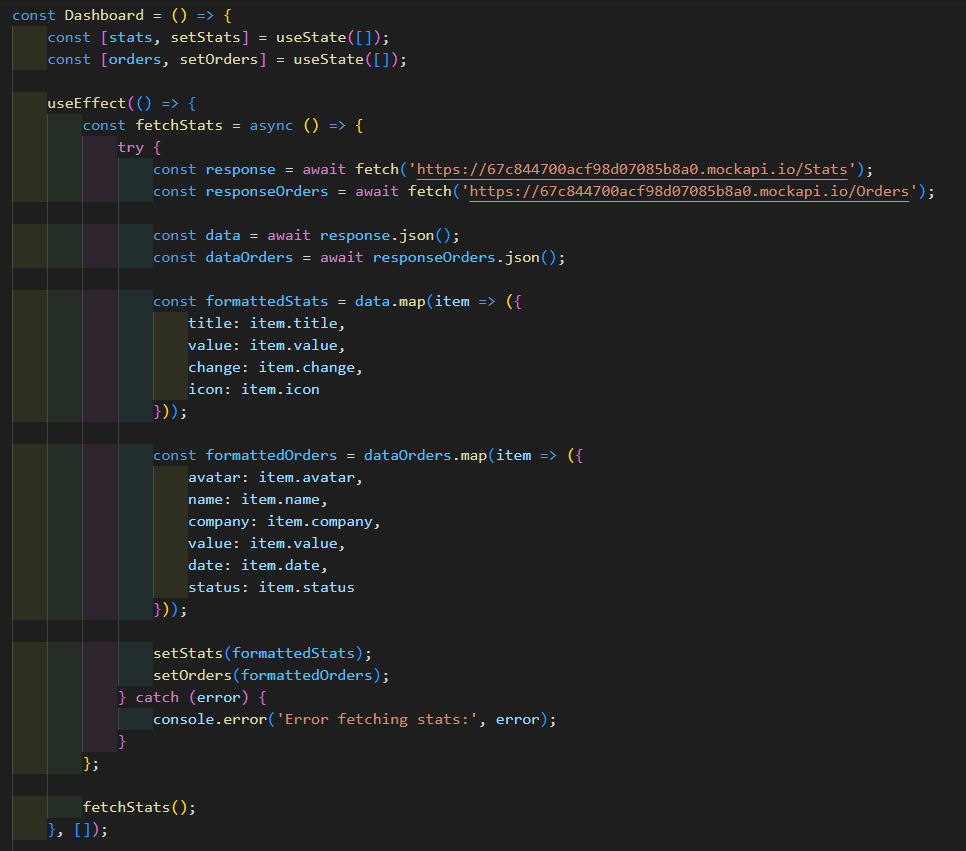 const Dashboard = () => {
const [stats, setStats] = useState([]);
const [orders, setOrders] = useState([]);
useEffect(() => {
const fetchStats = async () => {
try {
const response = await fetch('https://67c844700acf98d07085b8a0.mockapi.io/Stats');
const responseOrders = await fetch('https://67c844700acf98d07085b8a0.mockapi.io/Orders');
const data = await response.json();
const dataOrders = await responseOrders.json();
const formattedStats = data.map(item => ({
title: item.title,
value: item.value,
change: item.change,
icon: item.icon
}));
const formattedOrders = dataOrders.map(item => ({
avatar: item.avatar,
name: item.name,
company: item.company,
value: item.value,
date: item.date,
status: item.status
}));
setStats(formattedStats);
setOrders(formattedOrders);
} catch (error) {
console.error('Error fetching stats:', error);
}
};
fetchStats();
}, []);